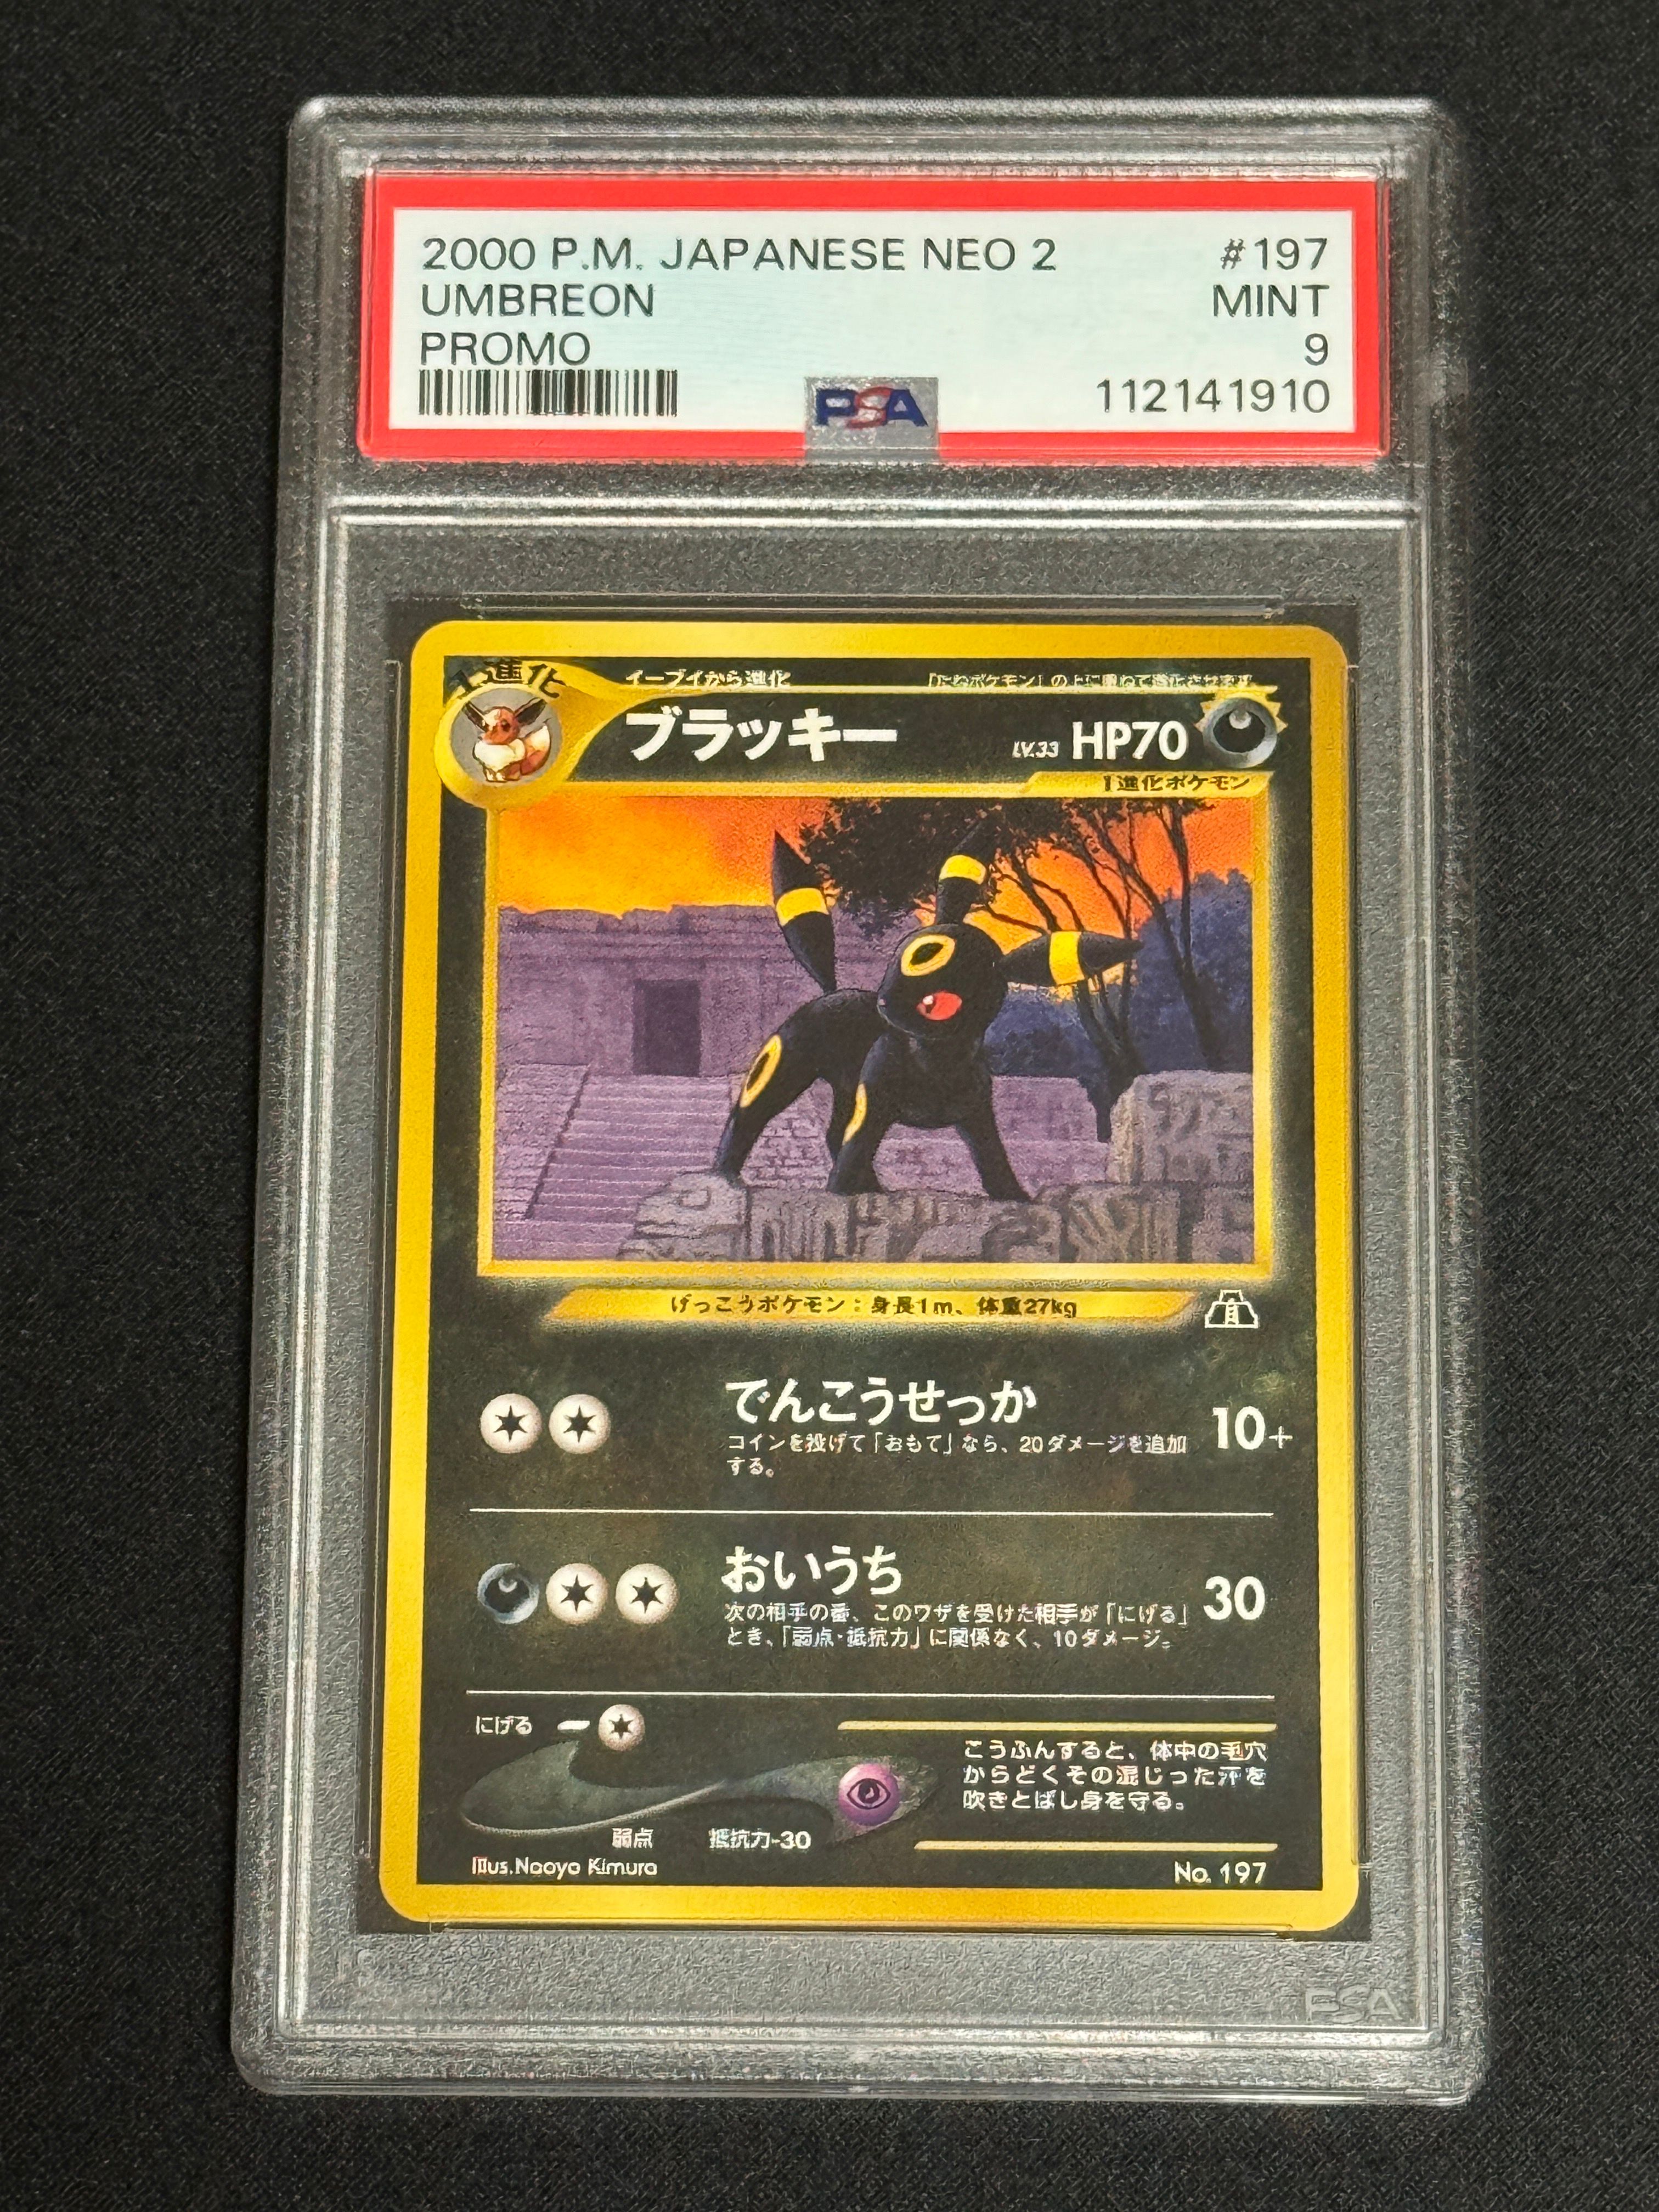 2000 P.M. JAPANESE NEO 2 #197
UMBREON MINT
PROMO 9
PSA 112141910
1進化 イーブイから進化 『たねポケモン』の上に重ねて進化させます
ブラッキー LV.33 HP70
1進化ポケモン
げっこうポケモン：身長1m、体重27kg
でんこうせっか 10+
コインを投げて「おもて」なら、20ダメージを追加
する。
おいうち 30
次の相手の番、このワザを受けた相手が「にげる」
とき、「弱点・抵抗力」に関係なく、10ダメージ。
にげる
こうふんすると、体中の毛穴
からどくその混じった汗を
吹きとばし身を守る。
弱点 抵抗力-30
Illus.Naoyo Kimura No. 197
PSA